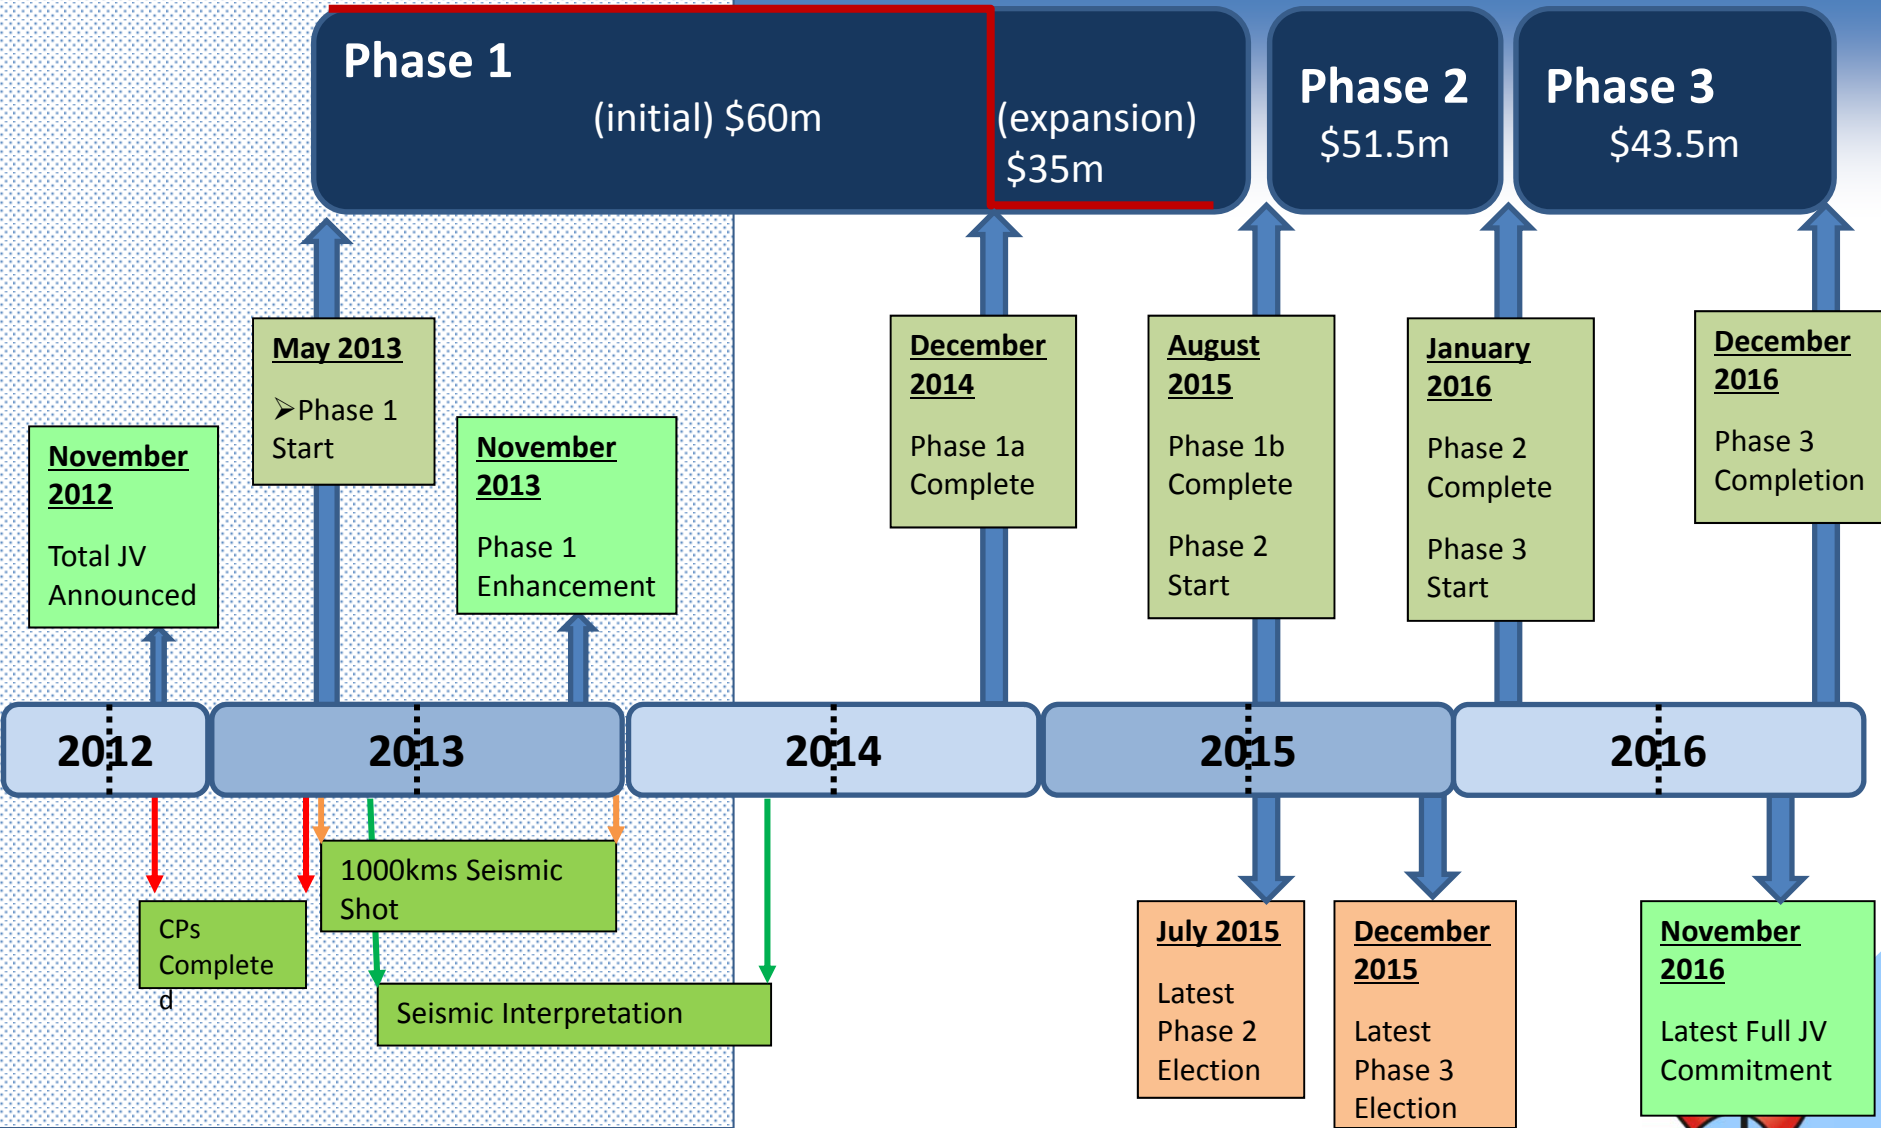 Phase 1
(initial) $60m
(expansion)
$35m
Phase 2
$51.5m
Phase 3
$43.5m
May 2013
➢Phase 1
Start
November
2012
Total JV
Announced
November
2013
Phase 1
Enhancement
December
2014
Phase 1a
Complete
August
2015
Phase 1b
Complete
Phase 2
Start
January
2016
Phase 2
Complete
Phase 3
Start
December
2016
Phase 3
Completion
2012
2013
2014
2015
2016
CPs
Complete
d
1000kms Seismic
Shot
Seismic Interpretation
July 2015
Latest
Phase 2
Election
December
2015
Latest
Phase 3
Election
November
2016
Latest Full JV
Commitment